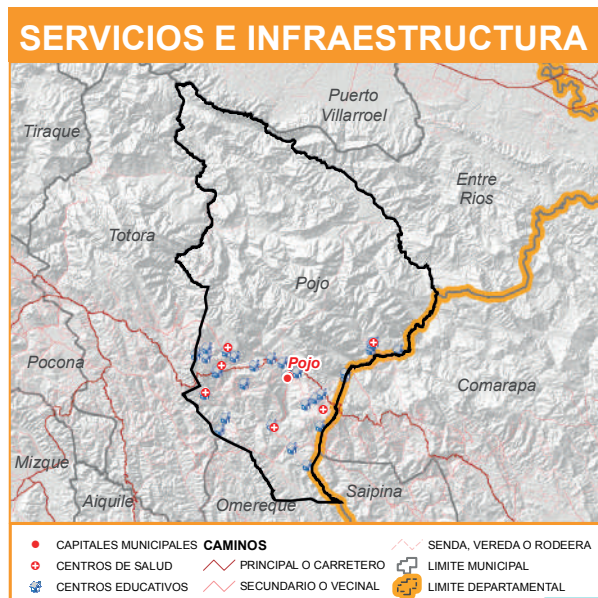 SERVICIOS E INFRAESTRUCTURA
Puerto
Villarroel
Tiraque
Entre
Rios
Totora
Pojo
Pocona
Pojo
Comarapa
Mizque
Aiquile
Omereque
Saipina
CAPITALES MUNICIPALES
CENTROS DE SALUD
CENTROS EDUCATIVOS
CAMINOS
PRINCIPAL O CARRETERO
SECUNDARIO O VECINAL
SENDA, VEREDA O RODEERA
LIMITE MUNICIPAL
LIMITE DEPARTAMENTAL